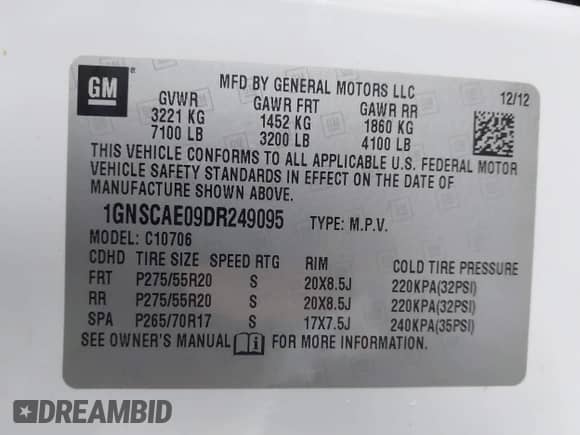 GM
MFD BY GENERAL MOTORS LLC
12/12
GVWR GAWR FRT GAWR RR
3221 KG 1452 KG 1860 KG
7100 LB 3200 LB 4100 LB
THIS VEHICLE CONFORMS TO ALL APPLICABLE U.S. FEDERAL MOTOR
VEHICLE SAFETY STANDARDS IN EFFECT ON THE DATE OF
MANUFACTURE SHOWN ABOVE.
1GNSCAE09DR249095 TYPE: M.P.V.
MODEL: C10706
CDHD TIRE SIZE SPEED RTG RIM COLD TIRE PRESSURE
FRT P275/55R20 S 20X8.5J 220KPA(32PSI)
RR P275/55R20 S 20X8.5J 220KPA(32PSI)
SPA P265/70R17 S 17X7.5J 240KPA(35PSI)
SEE OWNER'S MANUAL FOR MORE INFORMATION.
DREAMBID